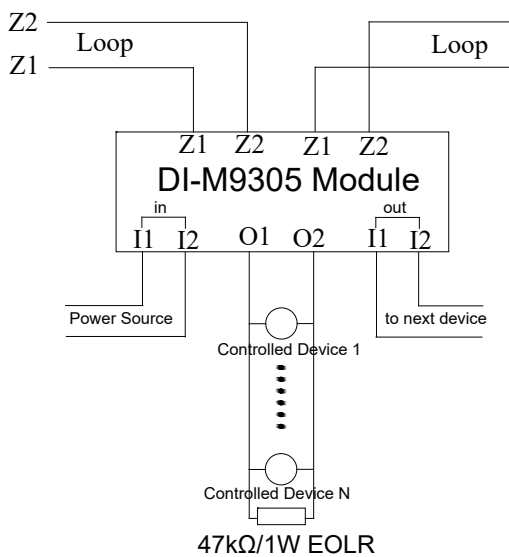 Z2
Loop
Loop
Z1
Z1 Z2 Z1 Z2
DI-M9305 Module
in
out
I1 I2 O1 O2 I1 I2
Power Source
to next device
Controlled Device 1
Controlled Device N
47kΩ/1W EOLR